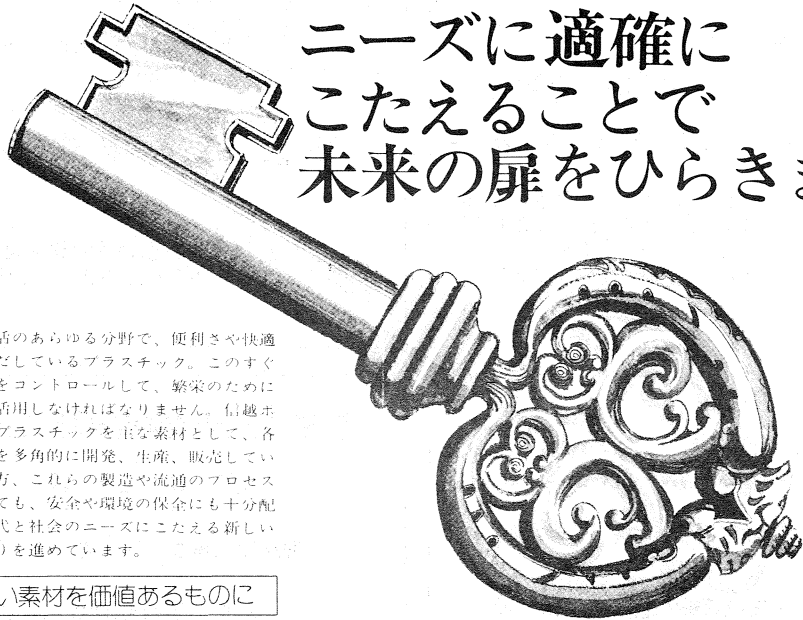 ニーズに適確に
こたえることで
未来の扉をひらきま
活のあらゆる分野で、便利さや快適
だしているプラスチック。このすぐ
をコントロールして、繁栄のために
活用しなければなりません。信越ポ
プラスチックを主な素材として、各
を多角的に開発、生産、販売してい
方、これらの製造や流通のプロセス
ても、安全や環境の保全にも十分配
代と社会のニーズにこたえる新しい
りを進めています。
い素材を価値あるものに